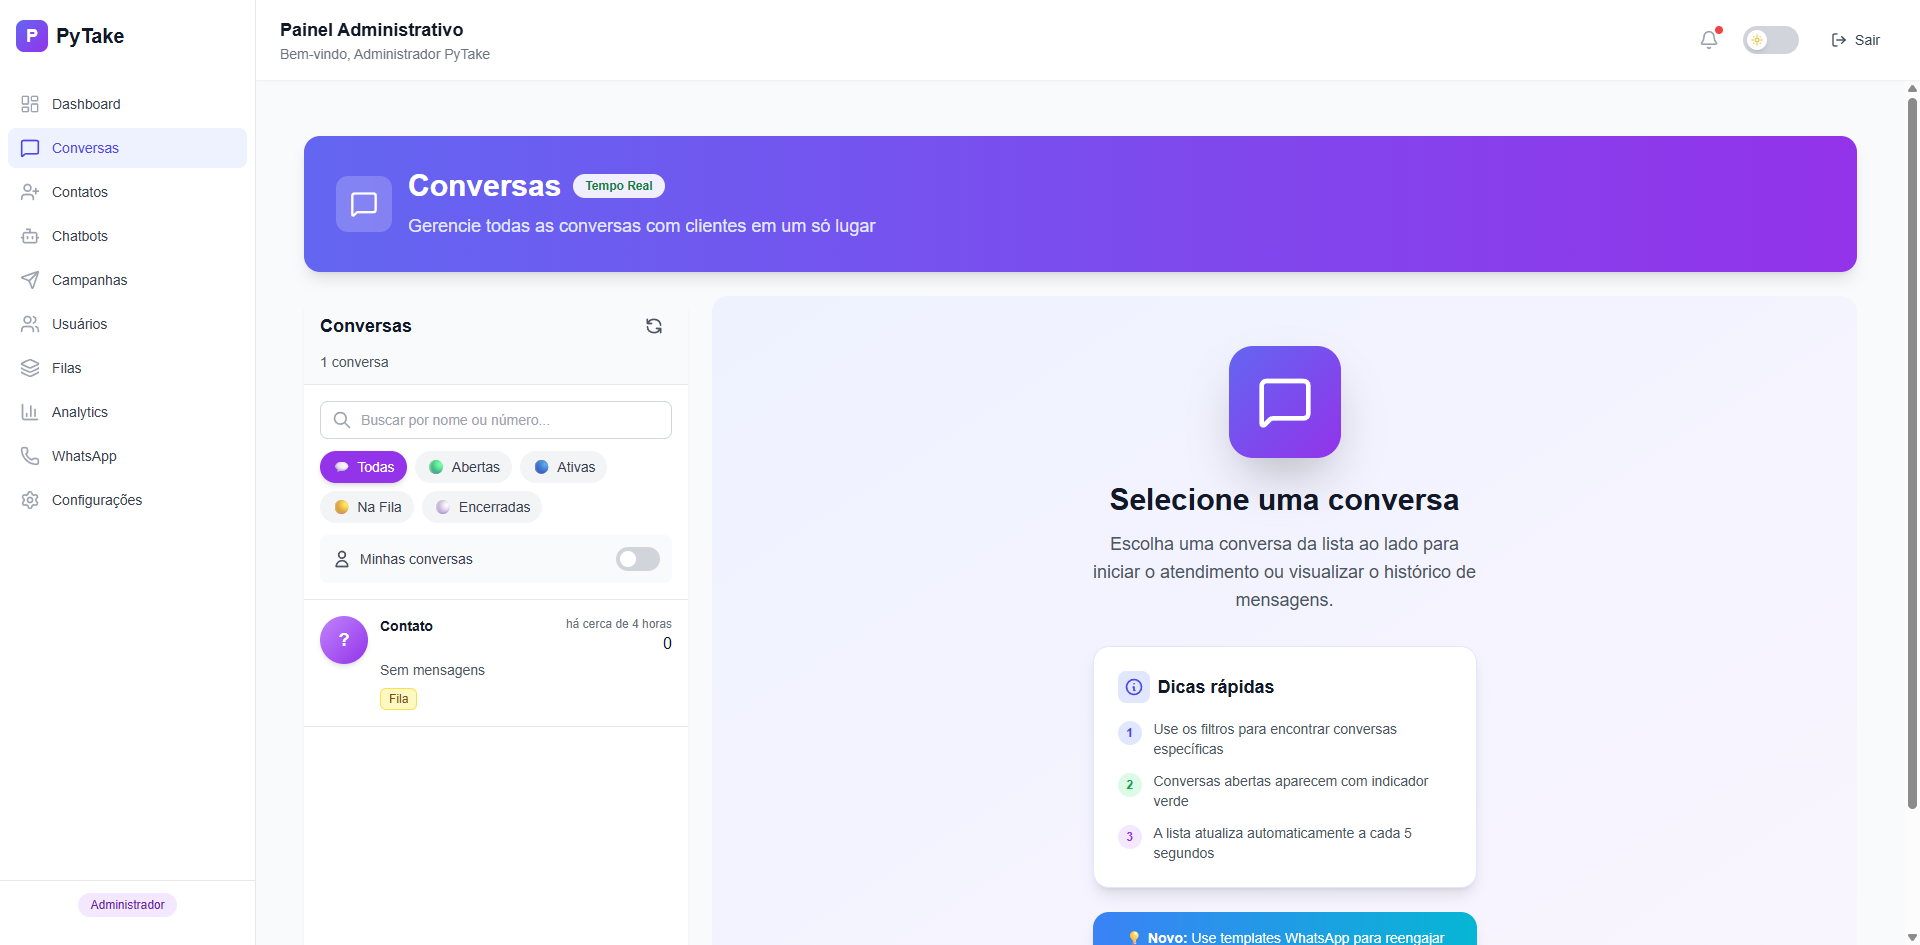 P PyTake
Painel Administrativo
Bem-vindo, Administrador PyTake
Sair
Dashboard
Conversas
Contatos
Chatbots
Campanhas
Usuários
Filas
Analytics
WhatsApp
Configurações
Administrador
Conversas Tempo Real
Gerencie todas as conversas com clientes em um só lugar
Conversas
1 conversa
Buscar por nome ou número...
Todas Abertas Ativas
Na Fila Encerradas
Minhas conversas
? Contato há cerca de 4 horas
0
Sem mensagens
Fila
Selecione uma conversa
Escolha uma conversa da lista ao lado para
iniciar o atendimento ou visualizar o histórico de
mensagens.
Dicas rápidas
1 Use os filtros para encontrar conversas
específicas
2 Conversas abertas aparecem com indicador
verde
3 A lista atualiza automaticamente a cada 5
segundos
Novo: Use templates WhatsApp para reengajar